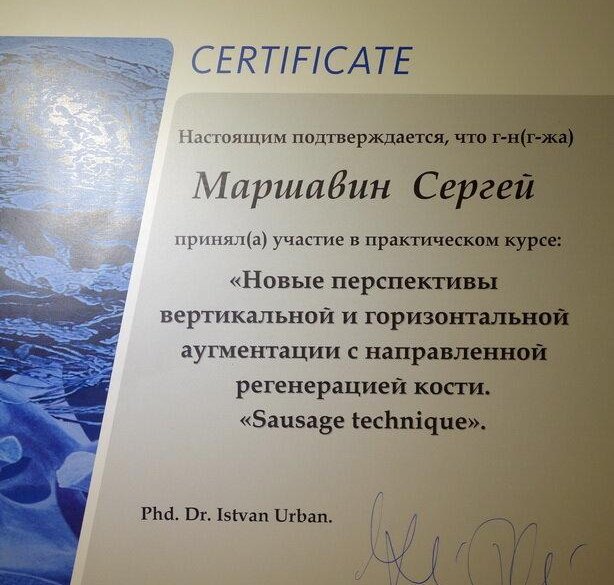 CERTIFICATE
Настоящим подтверждается, что г-н(г-жа)
Маршавин Сергей
принял(а) участие в практическом курсе:
«Новые перспективы
вертикальной и горизонтальной
аугментации с направленной
регенерацией кости.
«Sausage technique».
Phd. Dr. Istvan Urban.